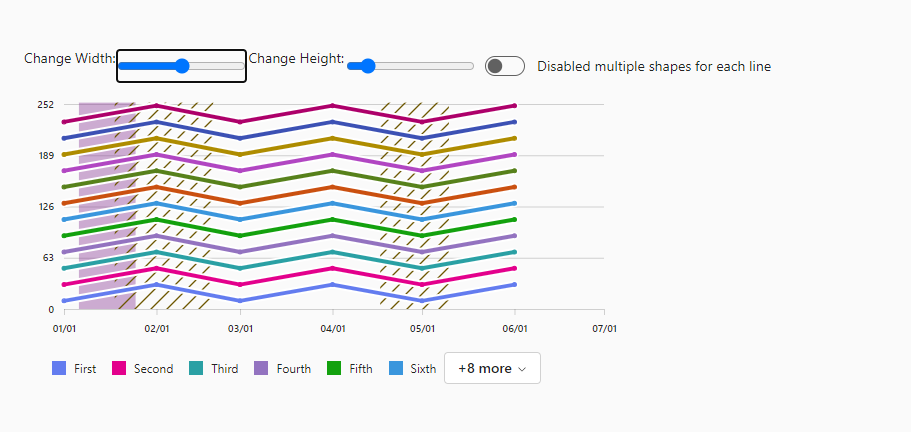 Change Width: Change Height: Disabled multiple shapes for each line
252
189
126
63
0
01/01 02/01 03/01 04/01 05/01 06/01 07/01
First Second Third Fourth Fifth Sixth +8 more